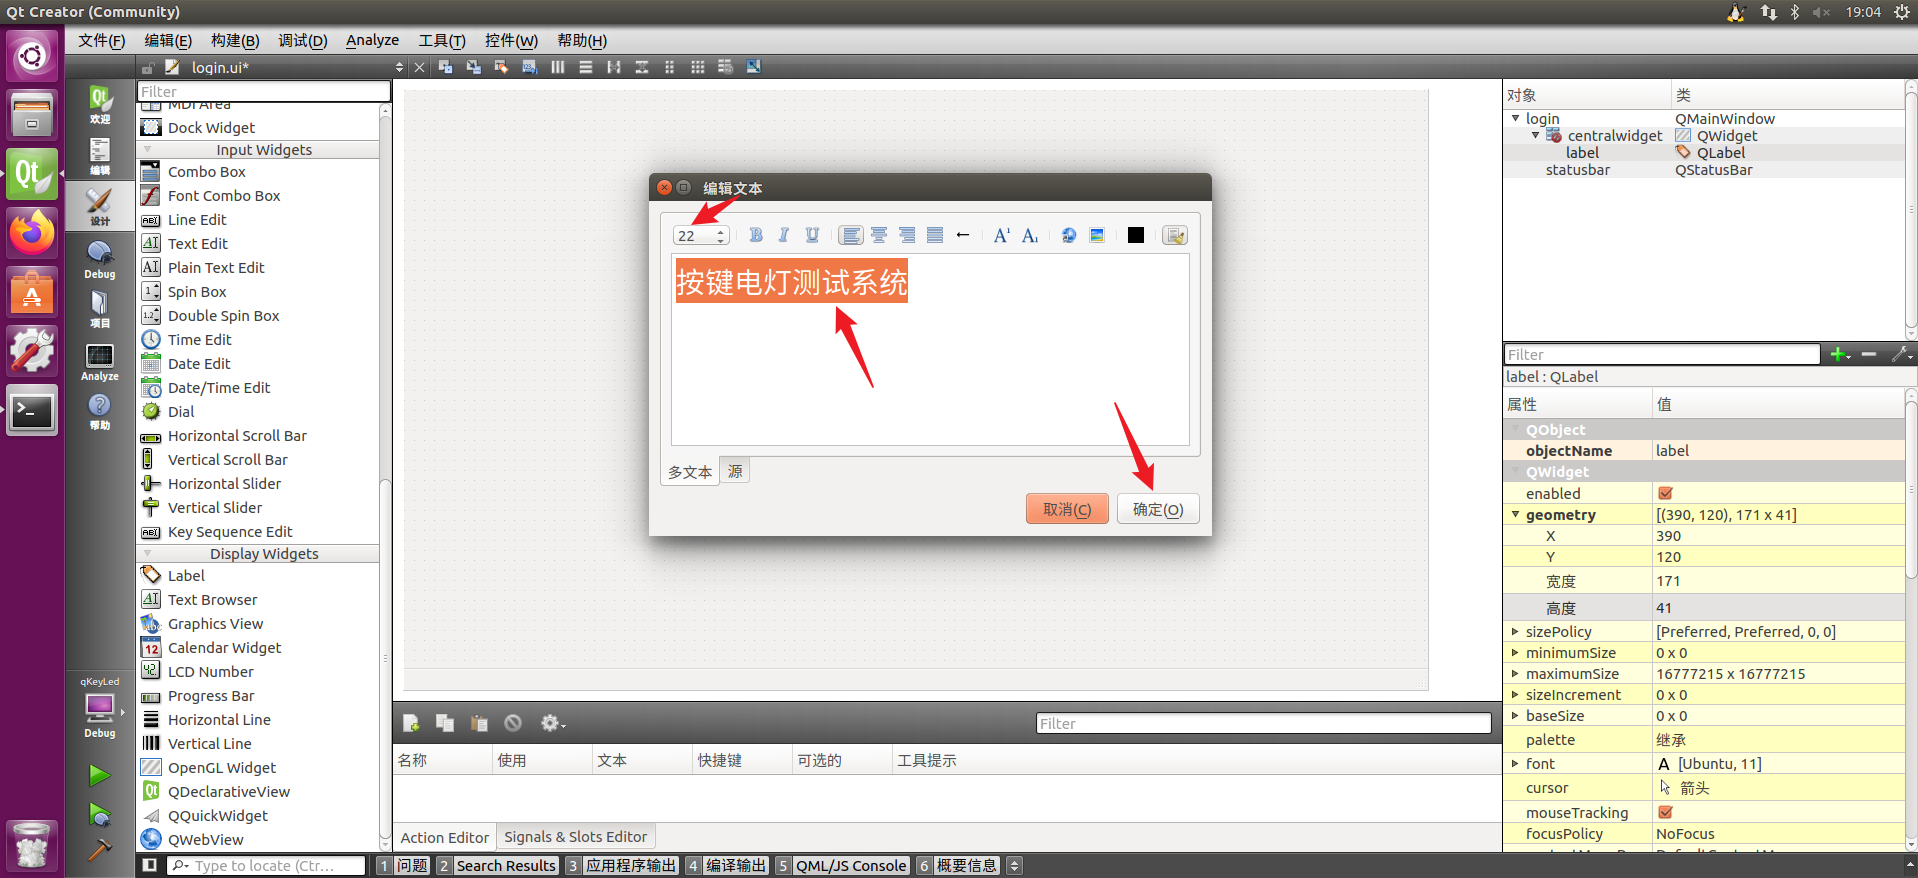 Qt Creator (Community)
19:04
文件(F) 编辑(E) 构建(B) 调试(D) Analyze 工具(T) 控件(W) 帮助(H)
login.ui*
欢迎
编辑
设计
Debug
项目
Analyze
帮助
qKeyLed
Debug
Filter
MDI Area
Dock Widget
Input Widgets
Combo Box
Font Combo Box
Line Edit
Text Edit
Plain Text Edit
Spin Box
Double Spin Box
Time Edit
Date Edit
Date/Time Edit
Dial
Horizontal Scroll Bar
Vertical Scroll Bar
Horizontal Slider
Vertical Slider
Key Sequence Edit
Display Widgets
Label
Text Browser
Graphics View
Calendar Widget
LCD Number
Progress Bar
Horizontal Line
Vertical Line
OpenGL Widget
QDeclarativeView
QQuickWidget
QWebView
编辑文本
22
按键电灯测试系统
多文本 源
取消(C) 确定(O)
Filter
名称 使用 文本 快捷键 可选的 工具提示
Action Editor Signals & Slots Editor
对象 类
login QMainWindow
centralwidget QWidget
label QLabel
statusbar QStatusBar
Filter
label : QLabel
属性 值
QObject
objectName label
QWidget
enabled
geometry [(390, 120), 171 x 41]
X 390
Y 120
宽度 171
高度 41
sizePolicy [Preferred, Preferred, 0, 0]
minimumSize 0 x 0
maximumSize 16777215 x 16777215
sizeIncrement 0 x 0
baseSize 0 x 0
palette 继承
font A [Ubuntu, 11]
cursor 箭头
mouseTracking
focusPolicy NoFocus
Type to locate (Ctr...
1 问题 2 Search Results 3 应用程序输出 4 编译输出 5 QML/JS Console 6 概要信息